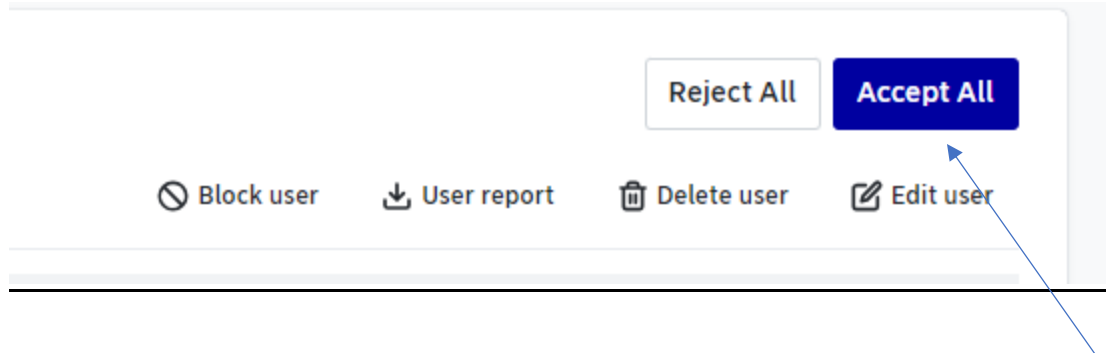 Reject All Accept All
Block user User report Delete user Edit user